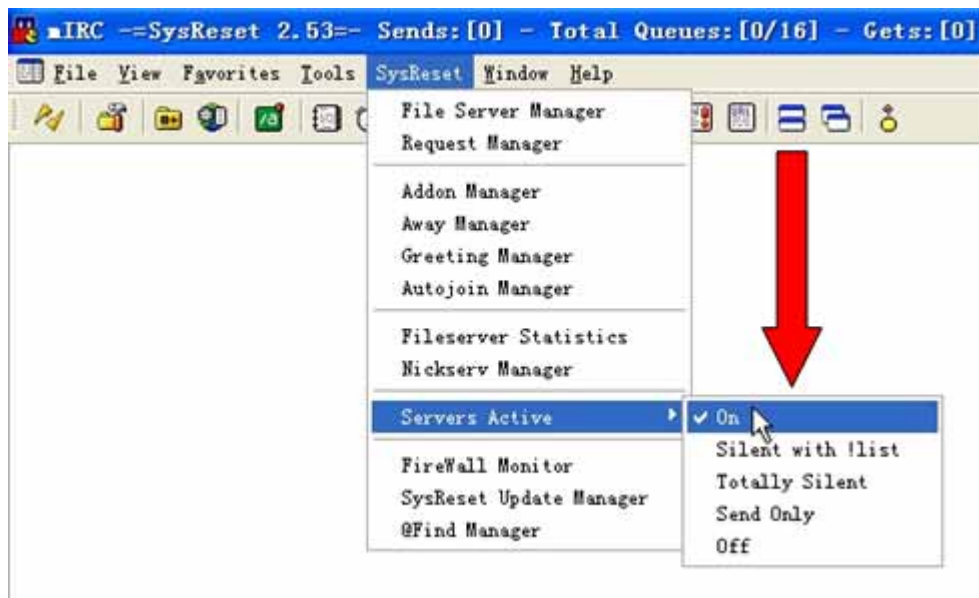 mIRC -=SysReset 2.53=- Sends:[0] - Total Queues:[0/16] - Gets:[0]
File View Favorites Tools SysReset Window Help
File Server Manager
Request Manager
Addon Manager
Away Manager
Greeting Manager
Autojoin Manager
Fileserver Statistics
Nickserv Manager
Servers Active
On
Silent with !list
Totally Silent
Send Only
Off
FireWall Monitor
SysReset Update Manager
@Find Manager